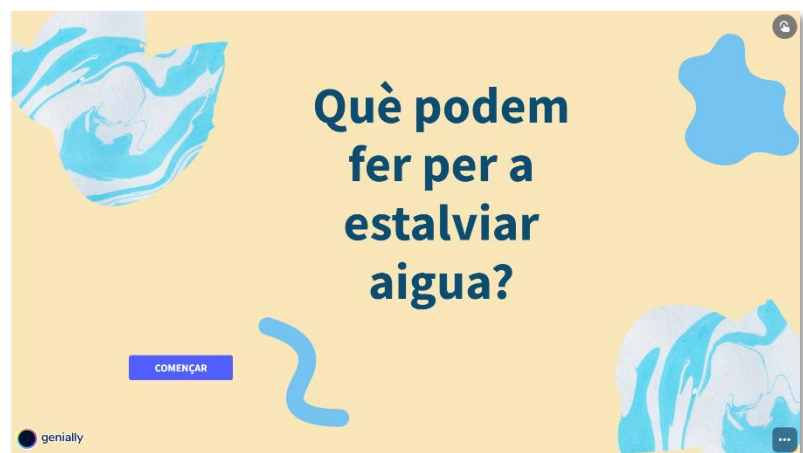 Què podem
fer per a
estalviar
aigua?
COMENÇAR
genially